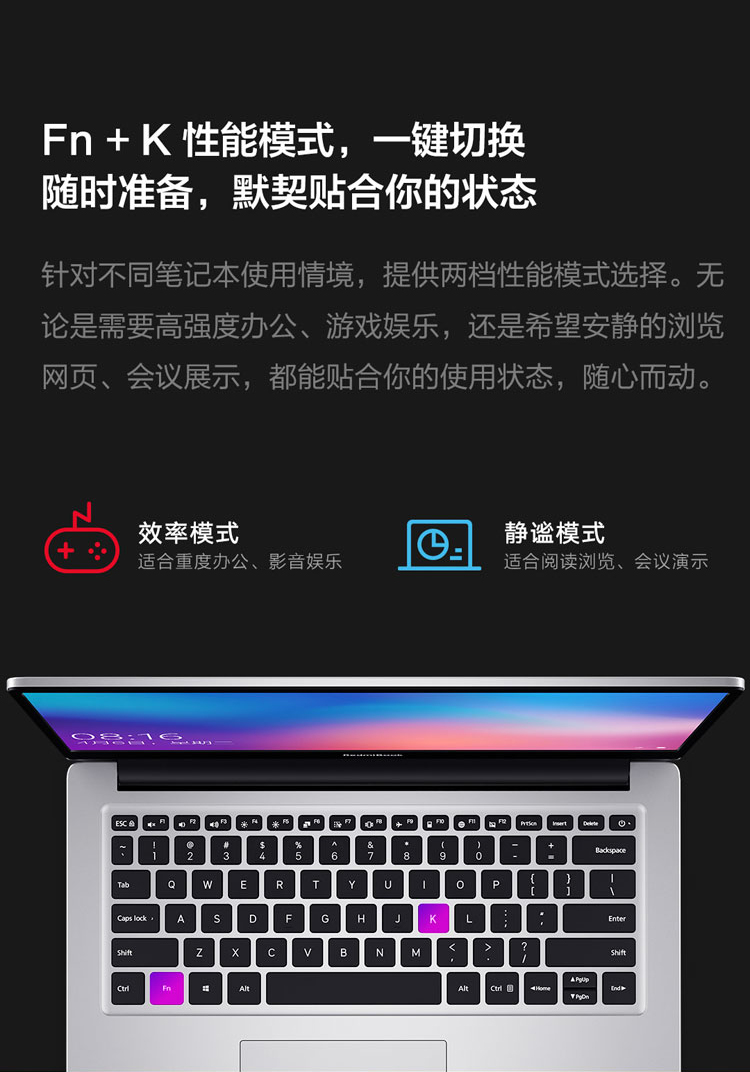 Fn + K 性能模式，一键切换
随时准备，默契贴合你的状态
针对不同笔记本使用情境，提供两档性能模式选择。无
论是需要高强度办公、游戏娱乐，还是希望安静的浏览
网页、会议展示，都能贴合你的使用状态，随心而动。
效率模式
适合重度办公、影音娱乐
静谧模式
适合阅读浏览、会议演示
08:16
4月6日，星期二
RedmiBook
ESC F1 F2 F3 F4 F5 F6 F7 F8 F9 F10 F11 F12 PrtScn Insert Delete
~ ! @ # $ % ^ & * ( ) _ +
` 1 2 3 4 5 6 7 8 9 0 - = Backspace
Tab Q W E R T Y U I O P { } |
[ ] \
Caps lock A S D F G H J K L : " Enter
; '
Shift Z X C V B N M < > ? Shift
, . /
Ctrl Fn Alt Alt Ctrl ◀Home ▲PgUp End▶
▼PgDn